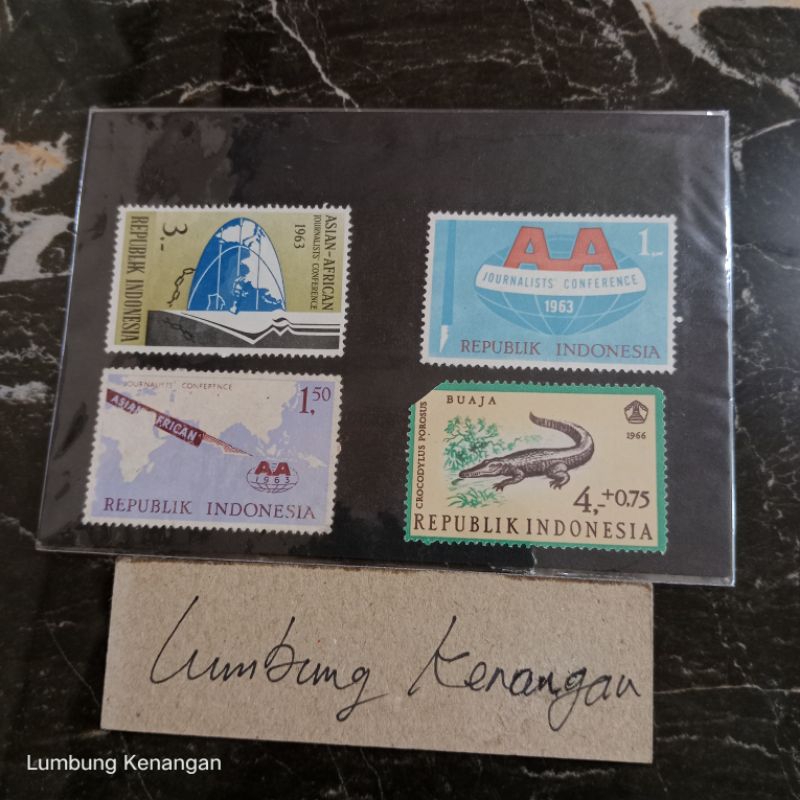 3,-
ASIAN-AFRICAN
JOURNALISTS' CONFERENCE
1963
REPUBLIK INDONESIA
AA
1,-
JOURNALISTS' CONFERENCE
1963
REPUBLIK INDONESIA
JOURNALISTS' CONFERENCE
1,50
ASIAN-AFRICAN
AA
1963
REPUBLIK INDONESIA
BUAJA
CROCODYLUS POROSUS
1966
4,-+0.75
REPUBLIK INDONESIA
Lumbung Kenangan
Lumbung Kenangan